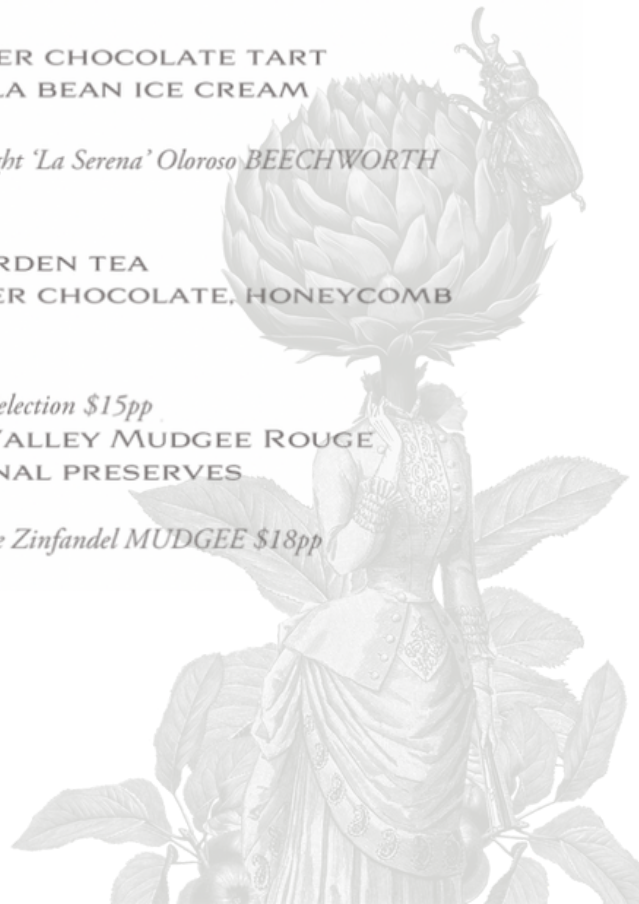 ER CHOCOLATE TART
LA BEAN ICE CREAM
ght ‘La Serena’ Oloroso BEECHWORTH
RDEN TEA
ER CHOCOLATE, HONEYCOMB
election $15pp
VALLEY MUDGEE ROUGE
NAL PRESERVES
e Zinfandel MUDGEE $18pp